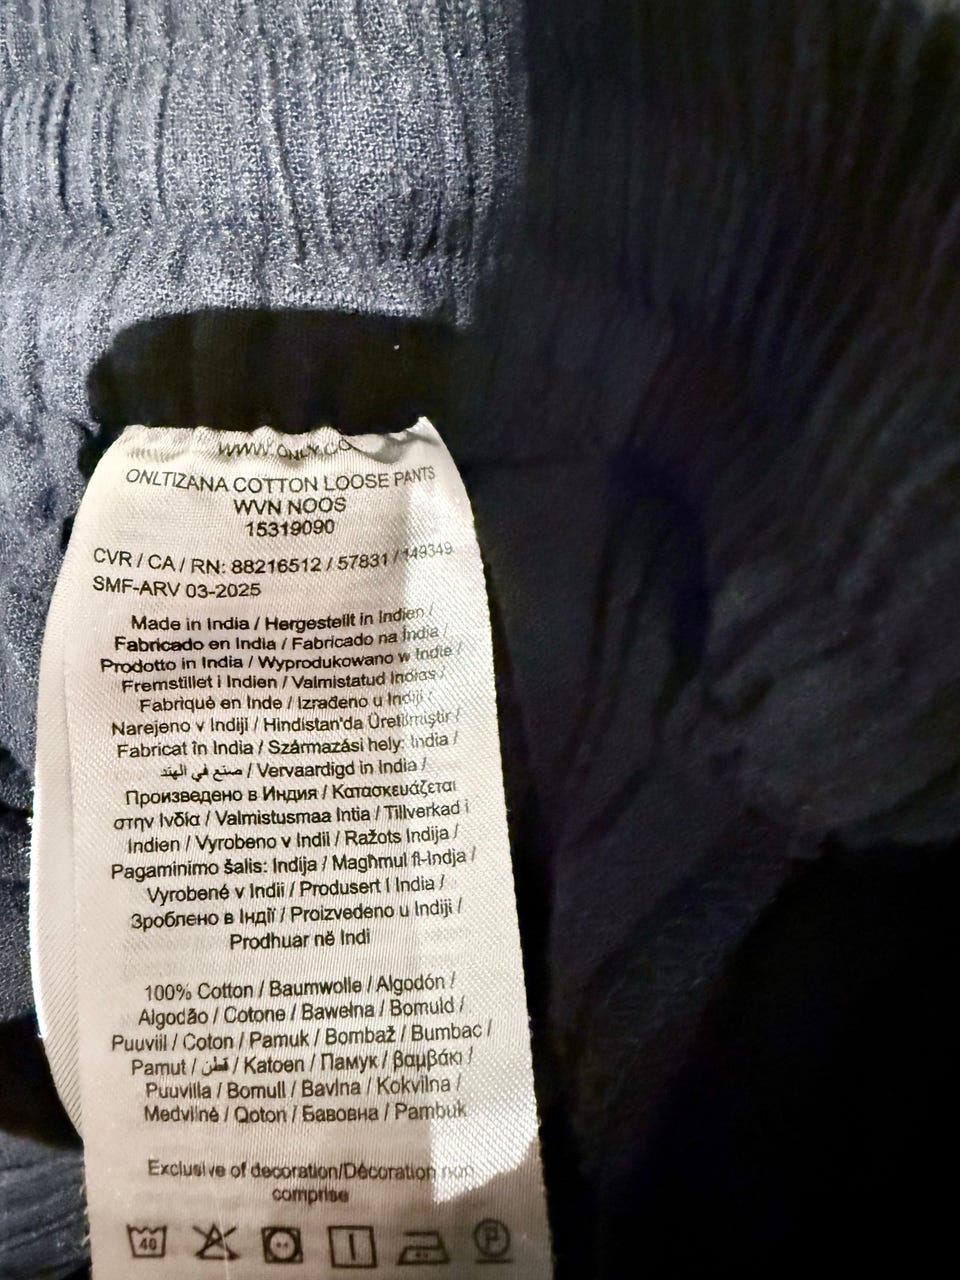 WWW.ONLY.CO
ONLTIZANA COTTON LOOSE PANTS
WVN NOOS
15319090
CVR / CA / RN: 88216512 / 57831 / 149349
SMF-ARV 03-2025
Made in India / Hergestellt in Indien /
Fabricado en India / Fabricado na Índia /
Prodotto in India / Wyprodukowano w Indie /
Fremstillet i Indien / Valmistatud Indias /
Fabriqué en Inde / Izrađeno u Indiji /
Narejeno v Indiji / Hindistan'da Üretilmiştir /
Fabricat în India / Származási hely: India /
صنع في الهند / Vervaardigd in India /
Произведено в Индия / Κατασκευάζεται
στην Ινδία / Valmistusmaa Intia / Tillverkad i
Indien / Vyrobeno v Indii / Ražots Indija /
Pagaminimo šalis: Indija / Magħmul fl-Indja /
Vyrobené v Indii / Produsert i India /
Зроблено в Індії / Proizvedeno u Indiji /
Prodhuar në Indi
100% Cotton / Baumwolle / Algodón /
Algodão / Cotone / Bawełna / Bomuld /
Puuviil / Coton / Pamuk / Bombaž / Bumbac /
Pamut / قطن / Katoen / Памук / βαμβάκι /
Puuvilla / Bomull / Bavlna / Kokvilna /
Medvilnė / Qoton / Бавовна / Pambuk
Exclusive of decoration/Décoration non
comprise
40 P